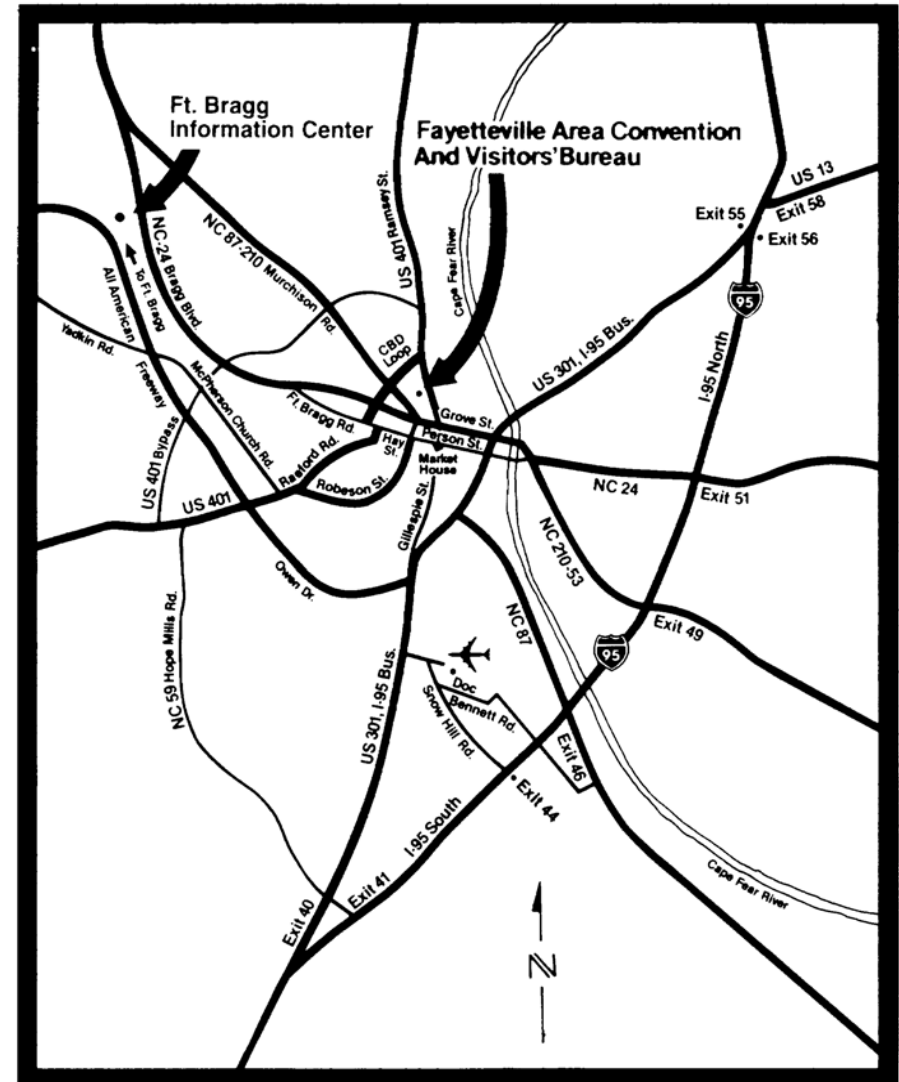 Ft. Bragg
Information Center
Fayetteville Area Convention
And Visitors' Bureau
US 13
Exit 58
Exit 55
Exit 56
95
I-95 North
US 301, I-95 Bus.
Cape Fear River
US 401 Ramsey St.
NC 87-210 Murchison
Rd.
NC-24 Bragg Blvd.
To Ft. Bragg
All American
Freeway
Yadkin Rd.
McPherson Church Rd.
US 401 Bypass
CBD
Loop
Ft. Bragg Rd.
Grove St.
Person St.
Hay
St.
Market
House
Raeford Rd.
Robeson St.
US 401
Gillespie St.
NC 24
Exit 51
NC 210-53
Exit 49
95
NC 87
Owen Dr.
NC 59 Hope Mills Rd.
US 301, I-95 Bus.
Doc
Bennett Rd.
Snow Hill Rd.
Exit 46
Exit 44
I-95 South
Exit 41
Exit 40
Cape Fear River
N